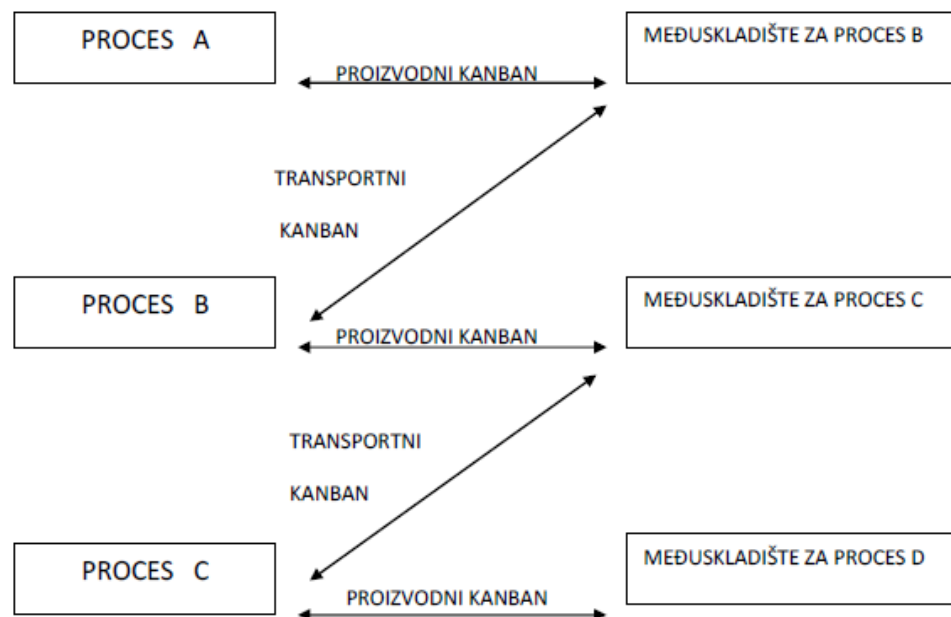 PROCES A
MEĐUSKLADIŠTE ZA PROCES B
PROIZVODNI KANBAN
TRANSPORTNI
KANBAN
PROCES B
MEĐUSKLADIŠTE ZA PROCES C
PROIZVODNI KANBAN
TRANSPORTNI
KANBAN
PROCES C
MEĐUSKLADIŠTE ZA PROCES D
PROIZVODNI KANBAN